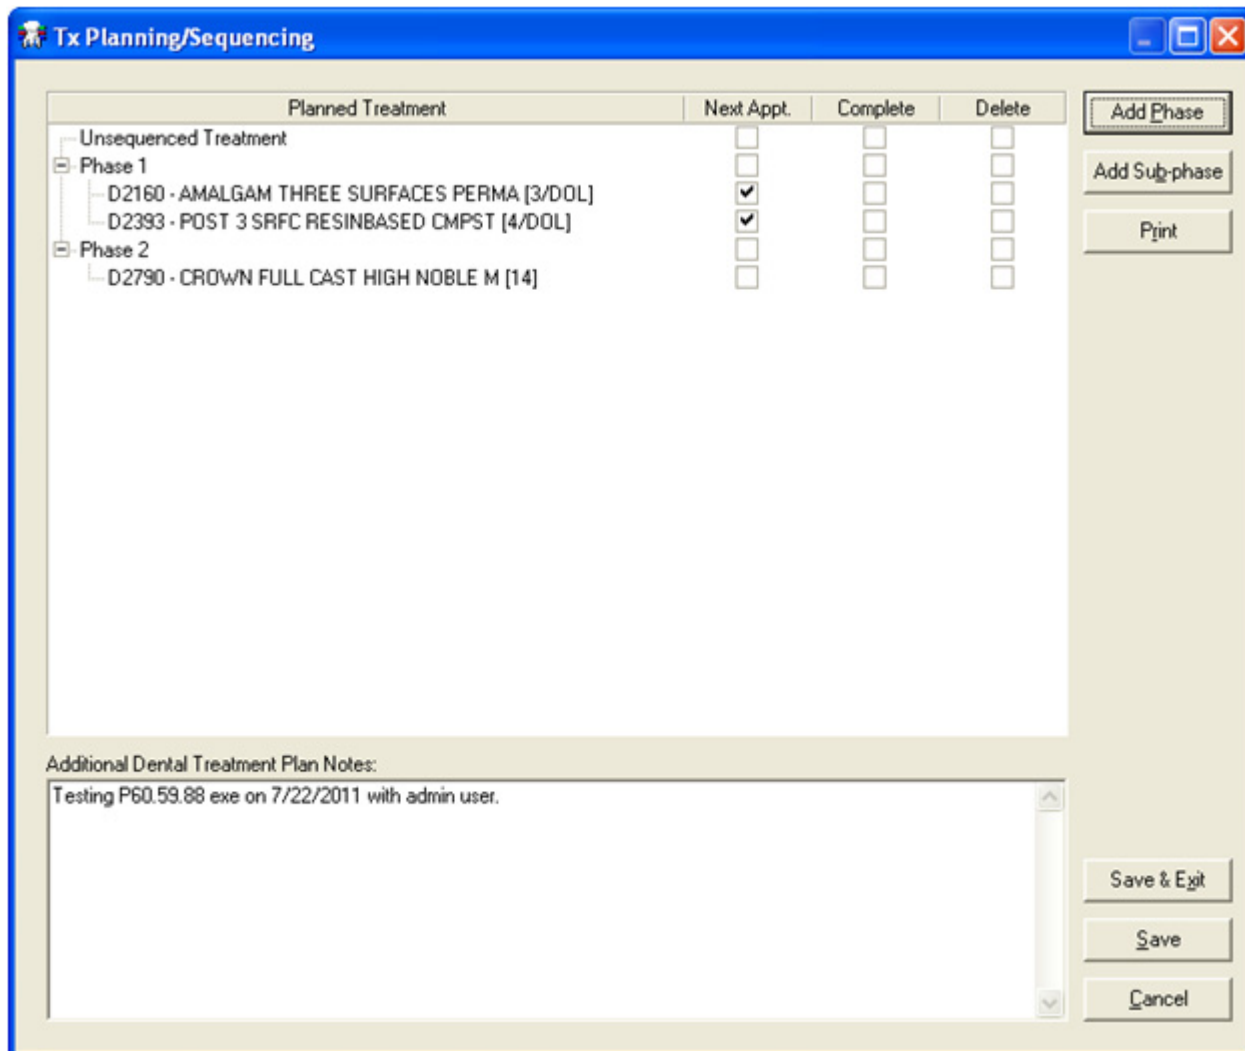 Tx Planning/Sequencing
Planned Treatment Next Appt. Complete Delete
Add Phase
Unsequenced Treatment
Phase 1
Add Sub-phase
D2160 - AMALGAM THREE SURFACES PERMA [3/DOL]
D2393 - POST 3 SRFC RESINBASED CMPST [4/DOL]
Print
Phase 2
D2790 - CROWN FULL CAST HIGH NOBLE M [14]
Additional Dental Treatment Plan Notes:
Testing P60.59.88 exe on 7/22/2011 with admin user.
Save & Exit
Save
Cancel